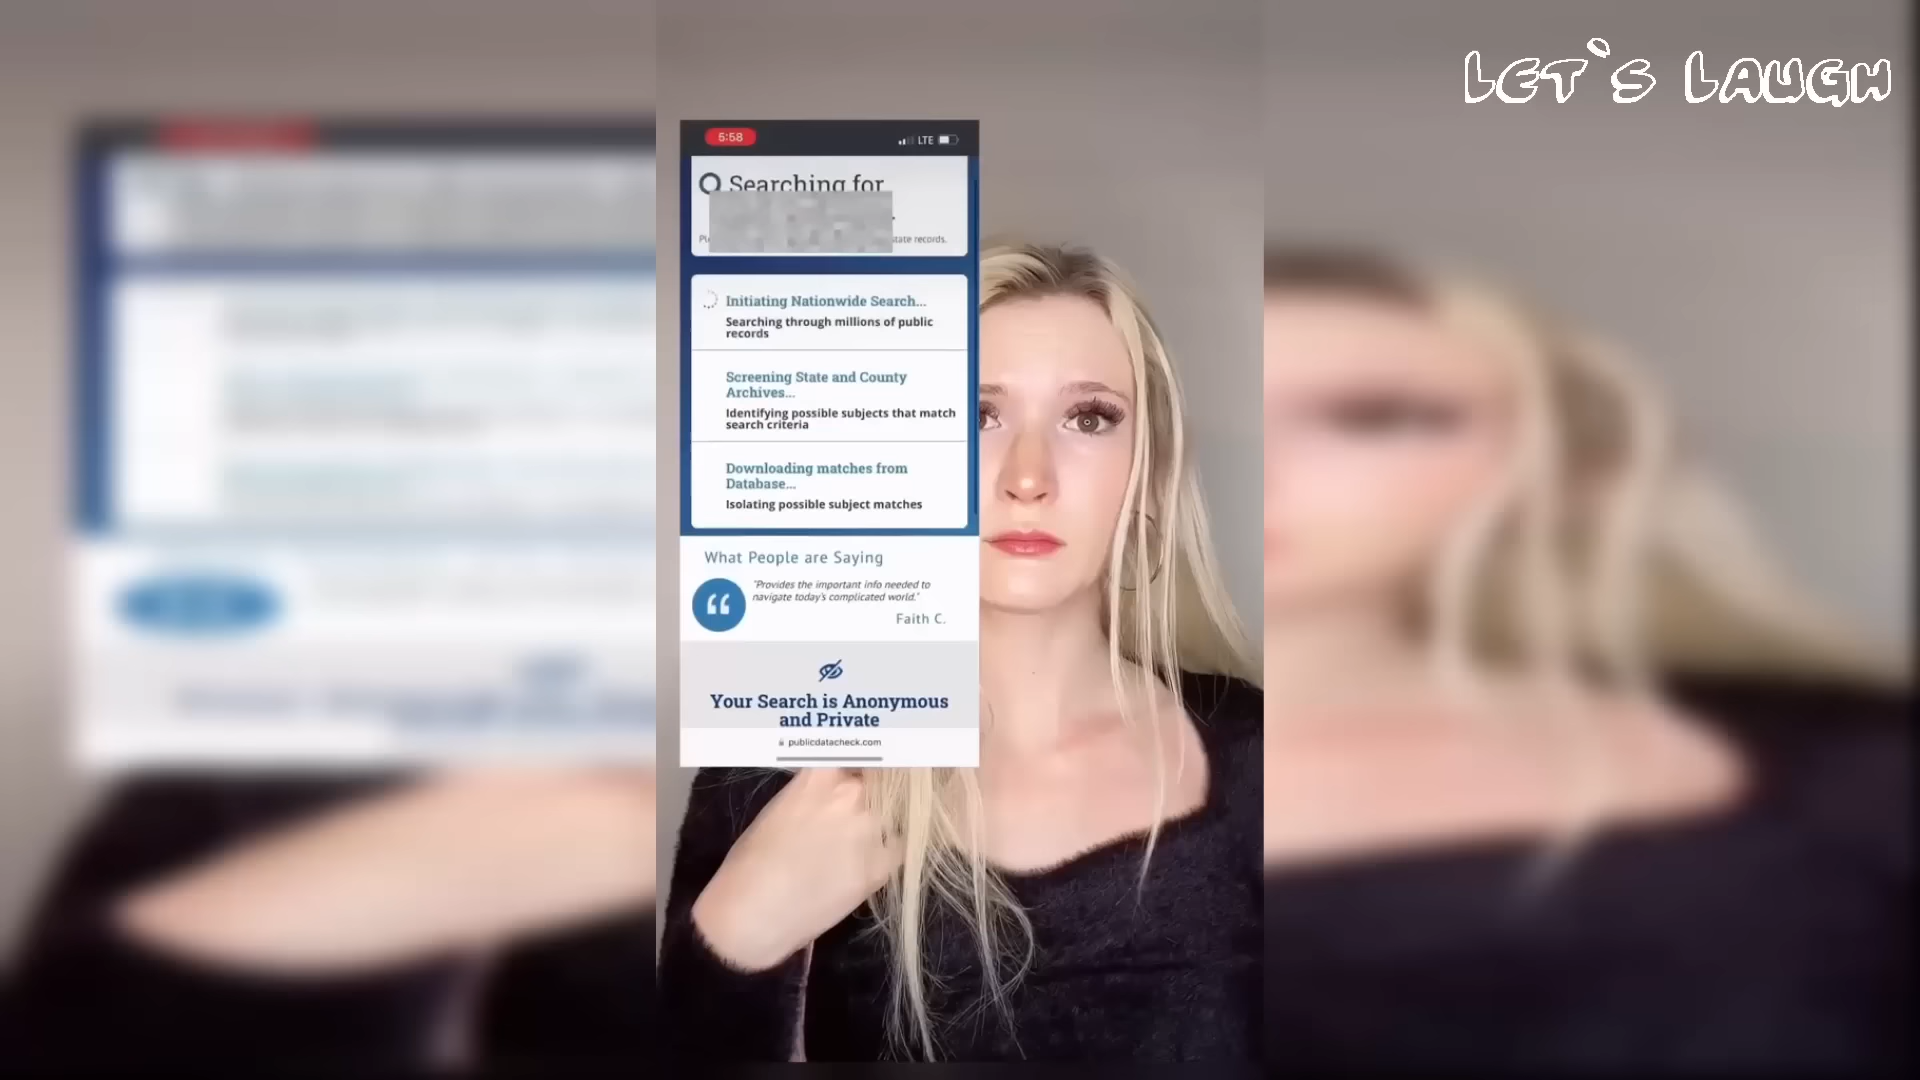 LET`S LAUGH
5:58
LTE
Searching for
state records.
Initiating Nationwide Search...
Searching through millions of public
records
Screening State and County
Archives...
Identifying possible subjects that match
search criteria
Downloading matches from
Database...
Isolating possible subject matches
What People are Saying
"Provides the important info needed to
navigate today's complicated world."
Faith C.
Your Search is Anonymous
and Private
publicdatacheck.com